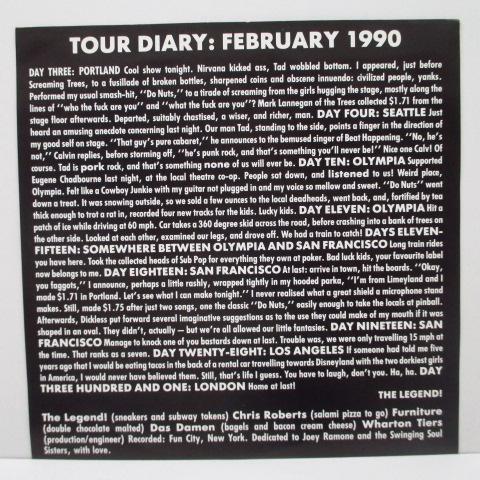 TOUR DIARY: FEBRUARY 1990
DAY THREE: PORTLAND Cool show tonight. Nirvana kicked ass, Tad wobbled bottom. I appeared, just before
Screaming Trees, to a fusillade of broken bottles, sharpened coins and obscene innuendo: civilized people, yanks.
Performed my usual smash-hit, "Do Nuts," to a tirade of screaming from the girls hugging the stage, mostly along the
lines of "who the fuck are you" and "what the fuck are you"? Mark Lannegan of the Trees collected $1.71 from the
stage floor afterwards. Departed, suitably chastised, a wiser, and richer, man. DAY FOUR: SEATTLE Just
heard an amusing anecdote concerning last night. Our man Tad, standing to the side, points a finger in the direction of
my good self on stage. "That guy's pure cabaret," he announces to the bemused singer of Beat Happening. "No, he's
not," Calvin replies, before storming off, "he's punk rock, and that's something you'll never be!" Nice one Calv! Of
course. Tad is pork rock, and that's something none of us will ever be. DAY TEN: OLYMPIA Supported
Eugene Chadbourne last night, at the local theatre co-op. People sat down, and listened to us! Weird place,
Olympia. Felt like a Cowboy Junkie with my guitar not plugged in and my voice so mellow and sweet. "Do Nuts" went
down a treat. It was snowing outside, so we sold a few ounces to the local deadheads, went back, and, fortified by tea
thick enough to trot a rat in, recorded four new tracks for the kids. Lucky kids. DAY ELEVEN: OLYMPIA Hit a
patch of ice while driving at 60 mph. Car takes a 360 degree skid across the road, before crashing into a bank of trees on
the other side. Looked at each other, examined our legs, and drove off. We had a train to catch! DAYS ELEVEN-
FIFTEEN: SOMEWHERE BETWEEN OLYMPIA AND SAN FRANCISCO Long train rides
you have here. Took the collected heads of Sub Pop for everything they own at poker. Bad luck kids, your favourite label
now belongs to me. DAY EIGHTEEN: SAN FRANCISCO At last: arrive in town, hit the boards. "Okay,
you faggots," I announce, perhaps a little rashly, wrapped tightly in my hooded parka, "I'm from Limeyland and I
made $1.71 in Portland. Let's see what I can make tonight." I never realised what a great shield a microphone stand
makes. Still, made $1.75 after just two songs, one the classic "Do Nuts," easily enough to take the locals at pinball.
Afterwards, Dickless put forward several imaginative suggestions as to the use they could make of my mouth if it was
shaped in an oval. They didn't, actually — but we're all allowed our little fantasies. DAY NINETEEN: SAN
FRANCISCO Manage to knock one of you bastards down at last. Trouble was, we were only travelling 15 mph at
the time. That ranks as a seven. DAY TWENTY-EIGHT: LOS ANGELES If someone had told me five
years ago that I would be eating tacos in the back of a rental car travelling towards Disneyland with the two darkiest girls
in America, I would never have believed them. Still, that's life I guess. You have to laugh, don't you. Ha, ha. DAY
THREE HUNDRED AND ONE: LONDON Home at last!
THE LEGEND!
The Legend! (sneakers and subway tokens) Chris Roberts (salami pizza to go) Furniture
(double chocolate malted) Das Damen (bagels and bacon cream cheese) Wharton Tiers
(production/engineer) Recorded: Fun City, New York. Dedicated to Joey Ramone and the Swinging Soul
Sisters, with love.